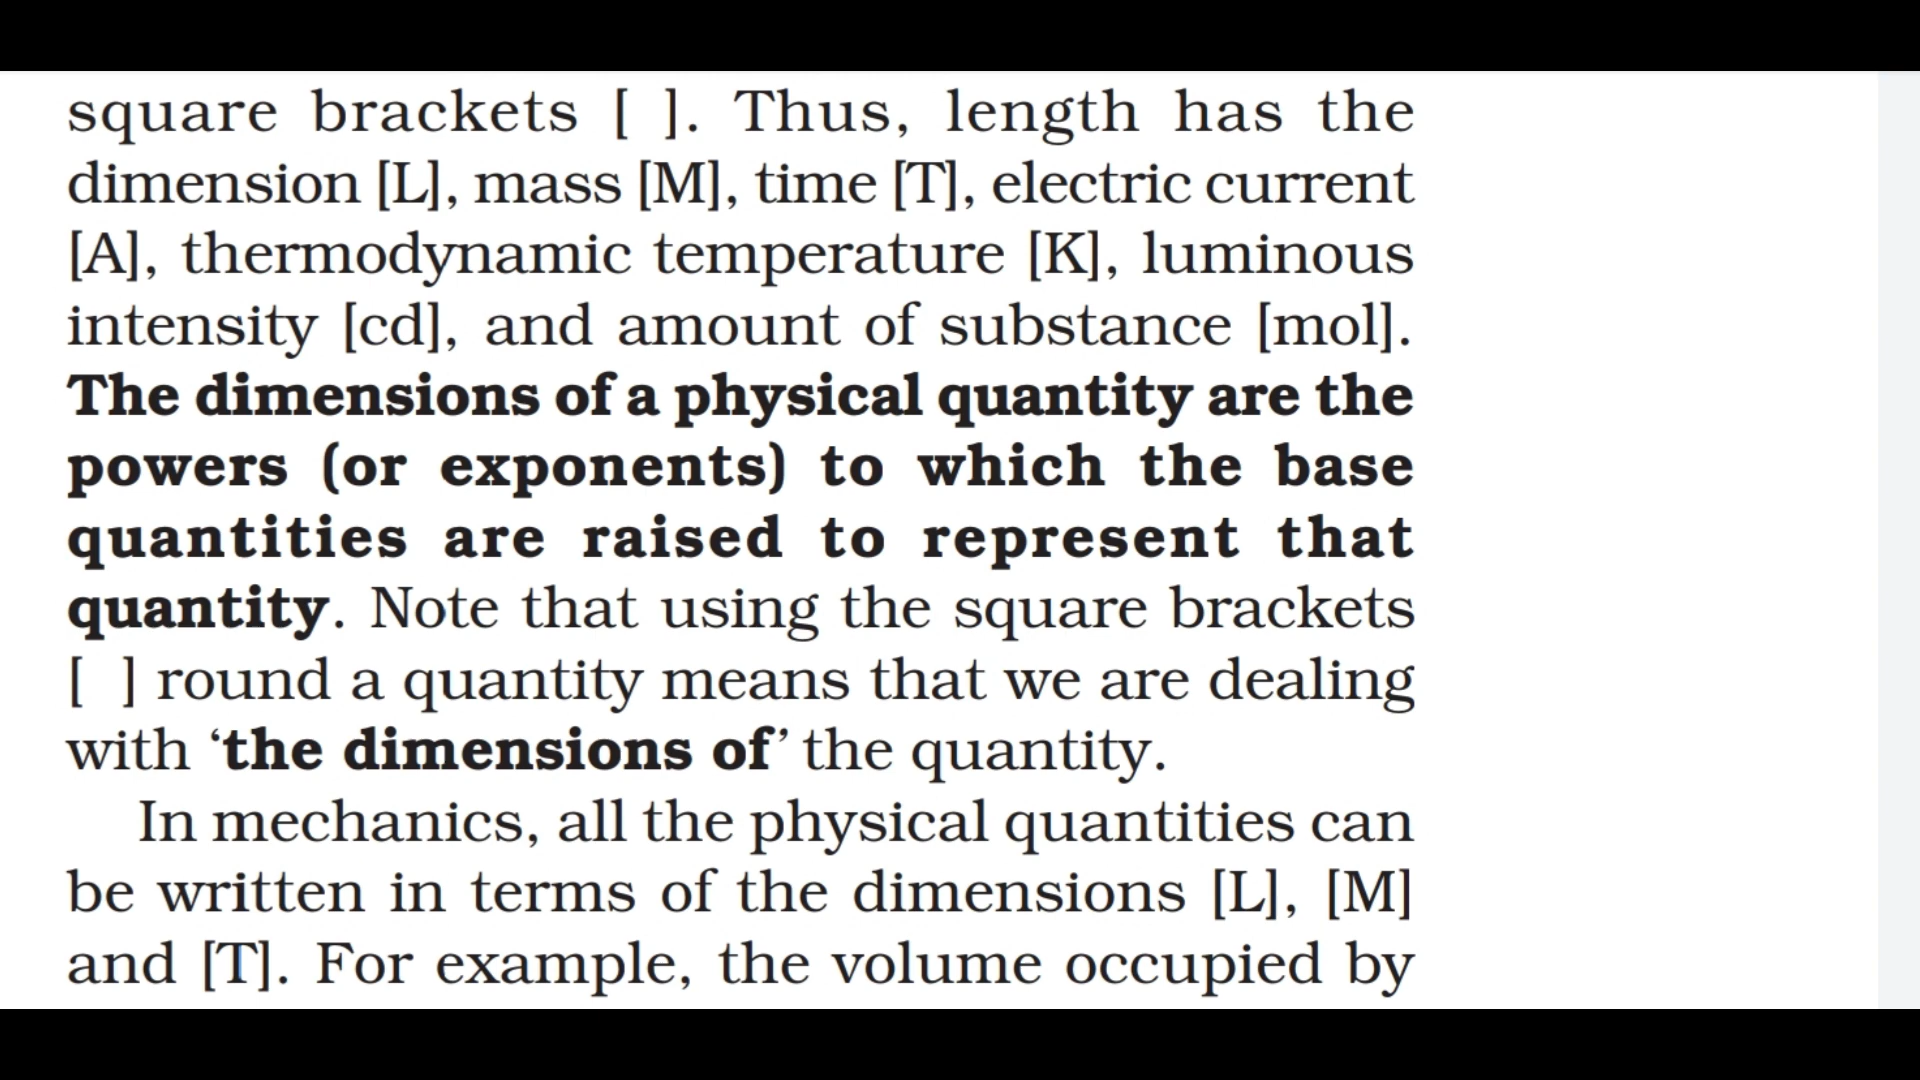 square brackets [ ]. Thus, length has the
dimension [L], mass [M], time [T], electric current
[A], thermodynamic temperature [K], luminous
intensity [cd], and amount of substance [mol].
The dimensions of a physical quantity are the
powers (or exponents) to which the base
quantities are raised to represent that
quantity. Note that using the square brackets
[ ] round a quantity means that we are dealing
with ‘the dimensions of’ the quantity.
In mechanics, all the physical quantities can
be written in terms of the dimensions [L], [M]
and [T]. For example, the volume occupied by